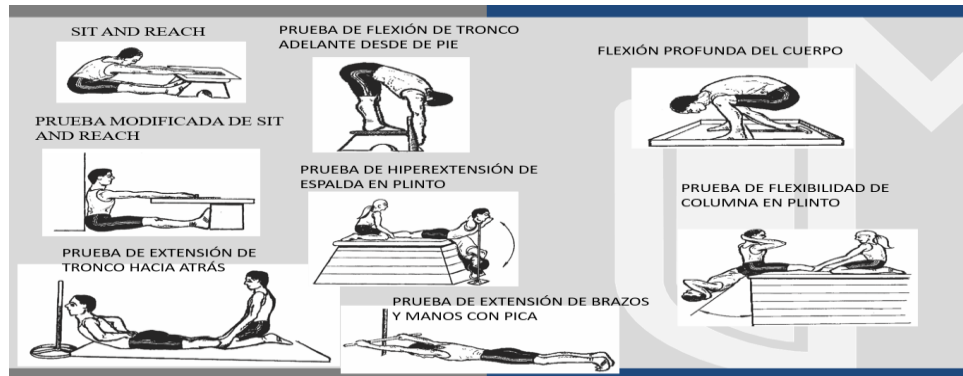 SIT AND REACH
PRUEBA DE FLEXIÓN DE TRONCO
ADELANTE DESDE DE PIE
FLEXIÓN PROFUNDA DEL CUERPO
PRUEBA MODIFICADA DE SIT
AND REACH
PRUEBA DE HIPEREXTENSIÓN DE
ESPALDA EN PLINTO
PRUEBA DE FLEXIBILIDAD DE
COLUMNA EN PLINTO
PRUEBA DE EXTENSIÓN DE
TRONCO HACIA ATRÁS
PRUEBA DE EXTENSIÓN DE BRAZOS
Y MANOS CON PICA